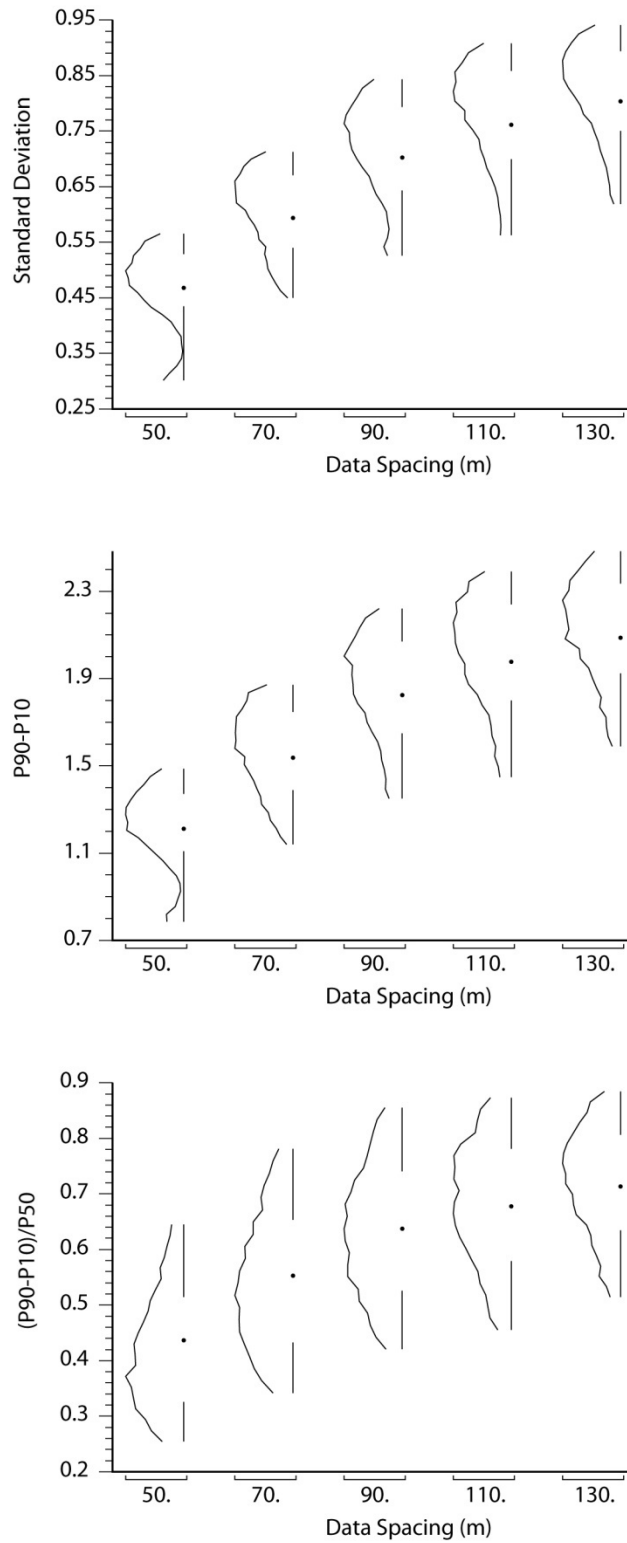 0.95
0.85
0.75
0.65
0.55
0.45
0.35
0.25
Standard Deviation
50. 70. 90. 110. 130.
Data Spacing (m)
2.3
1.9
1.5
1.1
0.7
P90-P10
50. 70. 90. 110. 130.
Data Spacing (m)
0.9
0.8
0.7
0.6
0.5
0.4
0.3
0.2
(P90-P10)/P50
50. 70. 90. 110. 130.
Data Spacing (m)